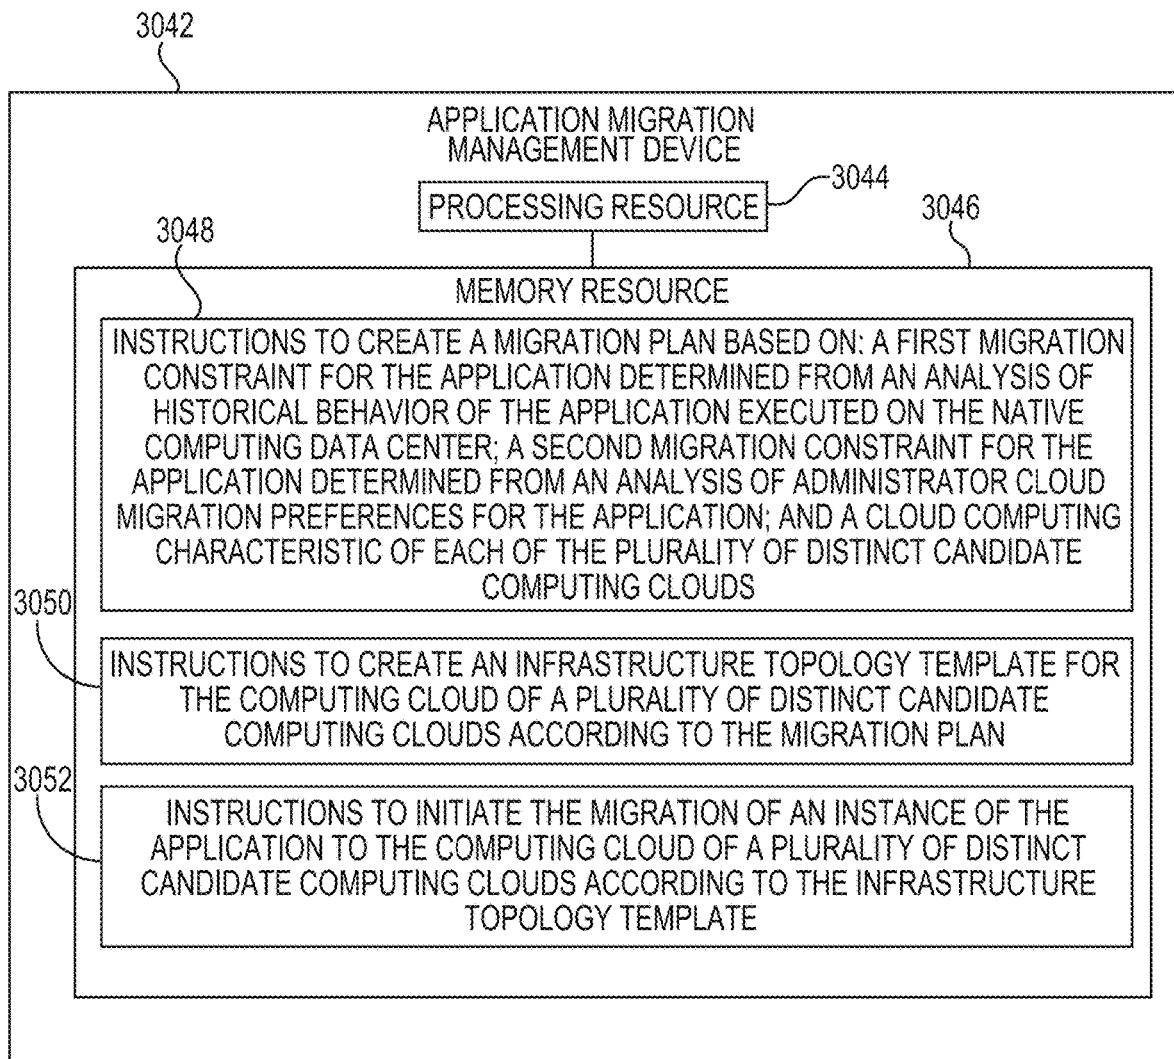 3042
APPLICATION MIGRATION
MANAGEMENT DEVICE
3044
PROCESSING RESOURCE
3046
3048
MEMORY RESOURCE
INSTRUCTIONS TO CREATE A MIGRATION PLAN BASED ON: A FIRST MIGRATION
CONSTRAINT FOR THE APPLICATION DETERMINED FROM AN ANALYSIS OF
HISTORICAL BEHAVIOR OF THE APPLICATION EXECUTED ON THE NATIVE
COMPUTING DATA CENTER; A SECOND MIGRATION CONSTRAINT FOR THE
APPLICATION DETERMINED FROM AN ANALYSIS OF ADMINISTRATOR CLOUD
MIGRATION PREFERENCES FOR THE APPLICATION; AND A CLOUD COMPUTING
CHARACTERISTIC OF EACH OF THE PLURALITY OF DISTINCT CANDIDATE
COMPUTING CLOUDS
3050
INSTRUCTIONS TO CREATE AN INFRASTRUCTURE TOPOLOGY TEMPLATE FOR
THE COMPUTING CLOUD OF A PLURALITY OF DISTINCT CANDIDATE
COMPUTING CLOUDS ACCORDING TO THE MIGRATION PLAN
3052
INSTRUCTIONS TO INITIATE THE MIGRATION OF AN INSTANCE OF THE
APPLICATION TO THE COMPUTING CLOUD OF A PLURALITY OF DISTINCT
CANDIDATE COMPUTING CLOUDS ACCORDING TO THE INFRASTRUCTURE
TOPOLOGY TEMPLATE